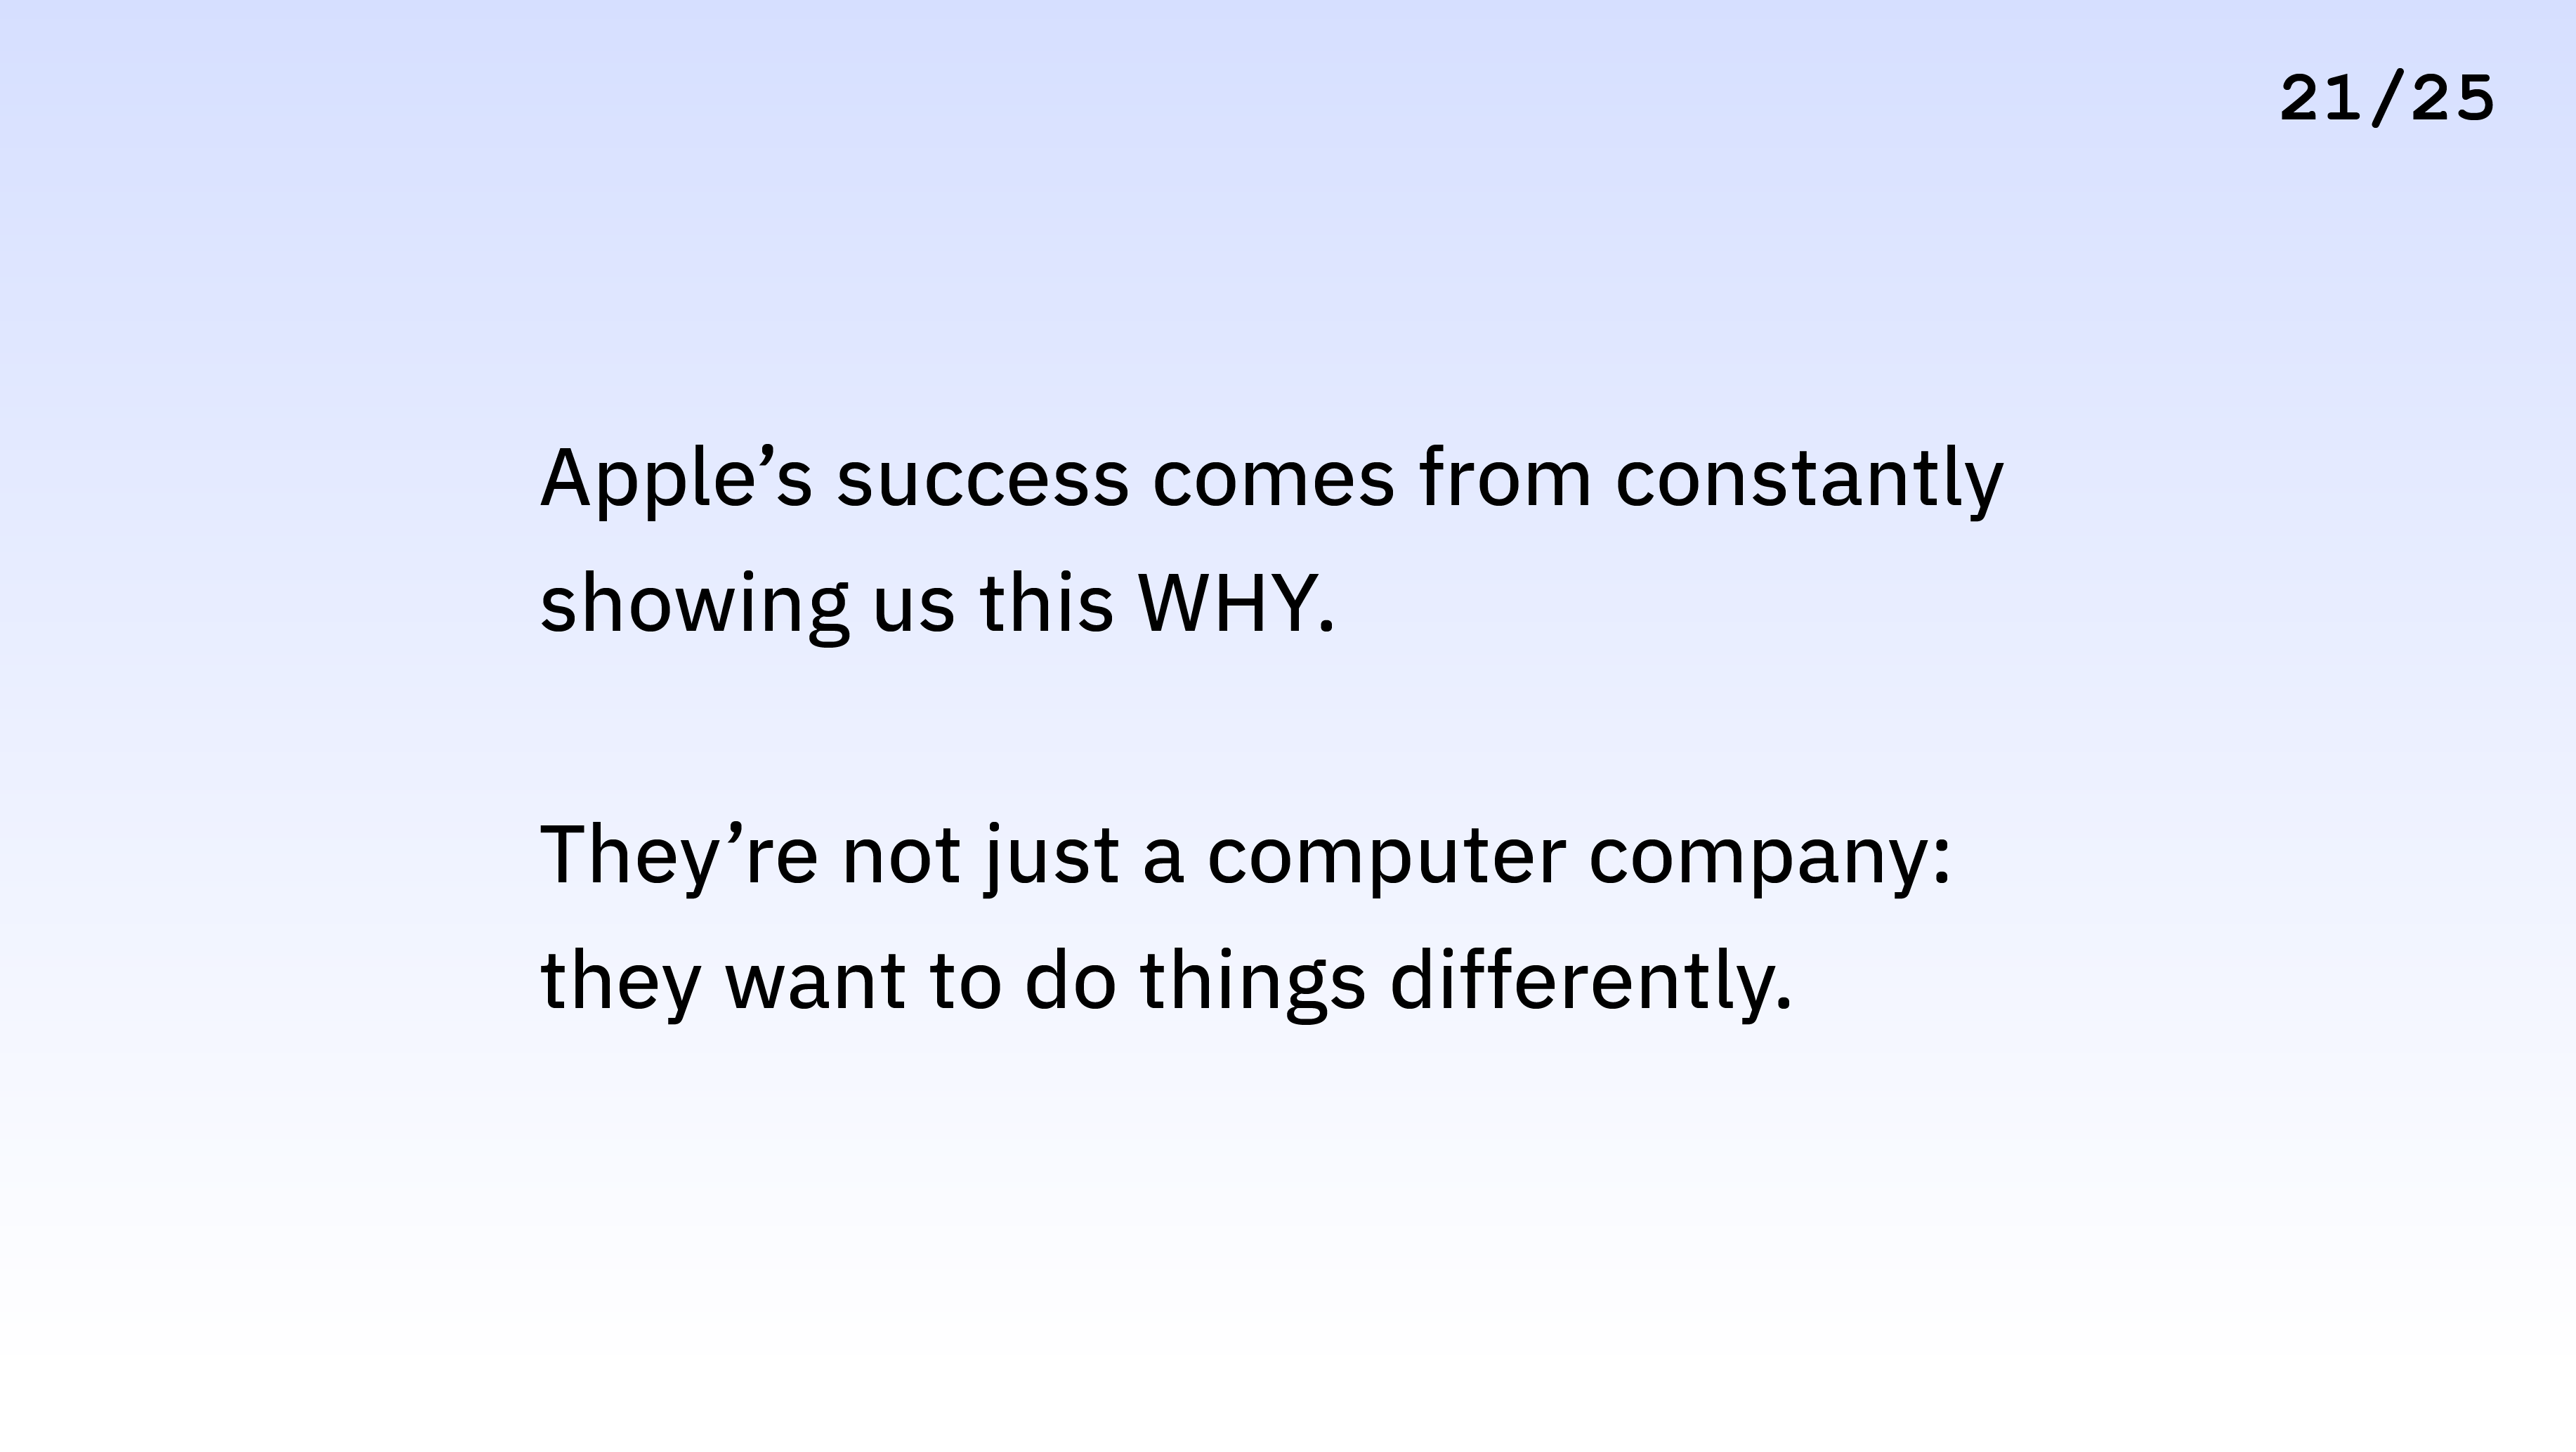 21/25
Apple’s success comes from constantly
showing us this WHY.
They’re not just a computer company:
they want to do things differently.